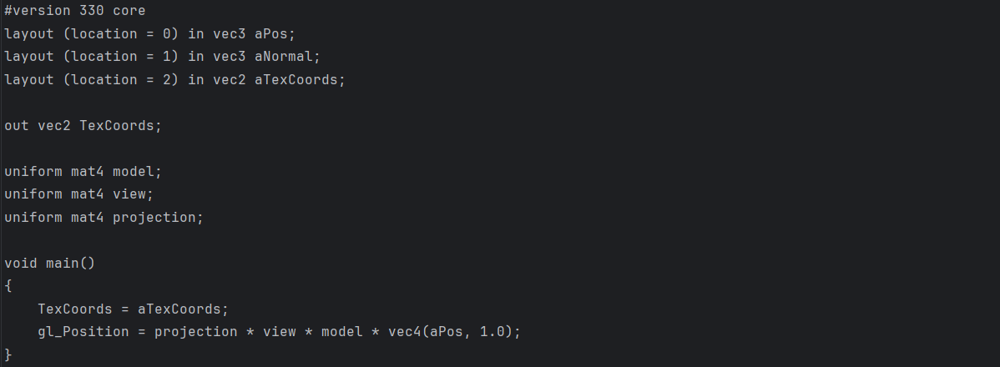 #version 330 core
layout (location = 0) in vec3 aPos;
layout (location = 1) in vec3 aNormal;
layout (location = 2) in vec2 aTexCoords;

out vec2 TexCoords;

uniform mat4 model;
uniform mat4 view;
uniform mat4 projection;

void main()
{
    TexCoords = aTexCoords;
    gl_Position = projection * view * model * vec4(aPos, 1.0);
}